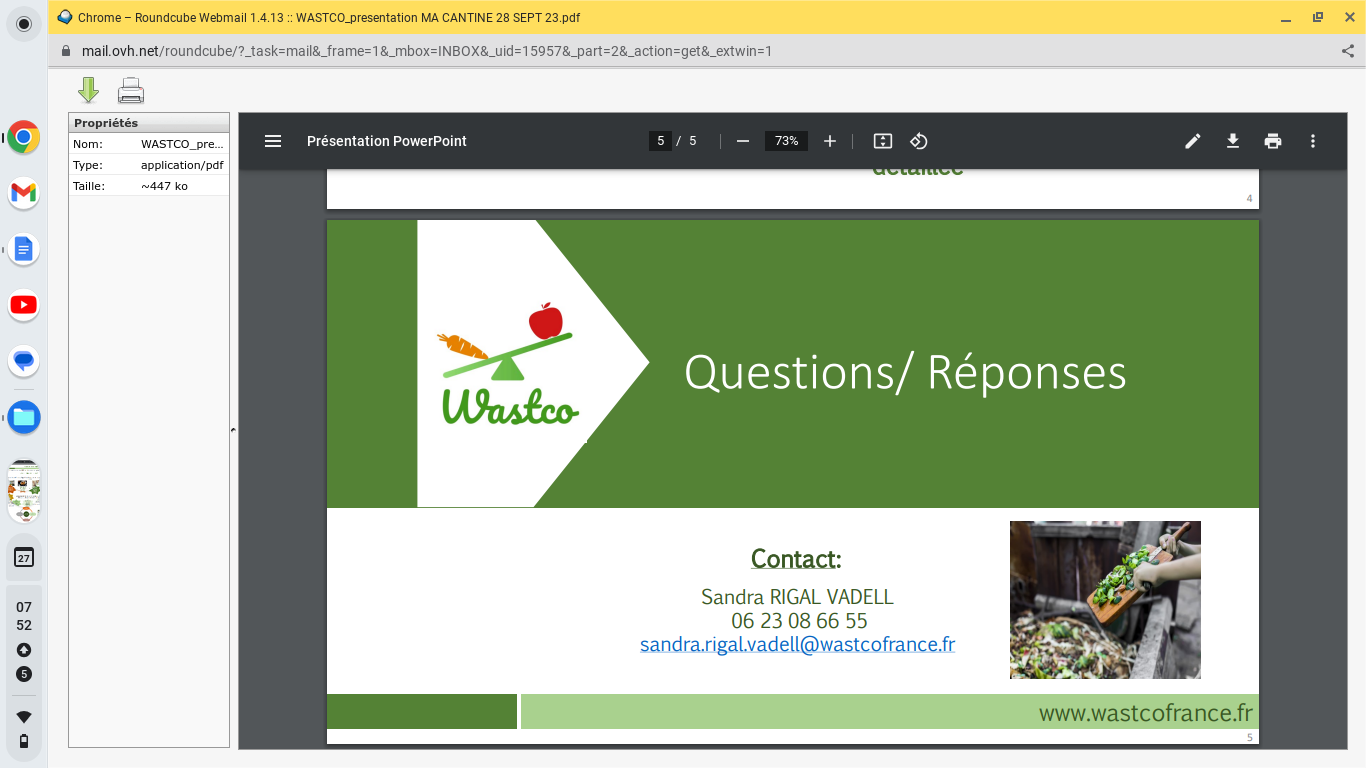 Chrome – Roundcube Webmail 1.4.13 :: WASTCO_presentation MA CANTINE 28 SEPT 23.pdf
mail.ovh.net/roundcube/?_task=mail&_frame=1&_mbox=INBOX&_uid=15957&_part=2&_action=get&_extwin=1
Propriétés
Nom: WASTCO_pre...
Type: application/pdf
Taille: ~447 ko
Présentation PowerPoint
5 / 5
73%
détaillée
4
Wastco
Questions/ Réponses
Contact:
Sandra RIGAL VADELL
06 23 08 66 55
sandra.rigal.vadell@wastcofrance.fr
www.wastcofrance.fr
5
27
07
52
5